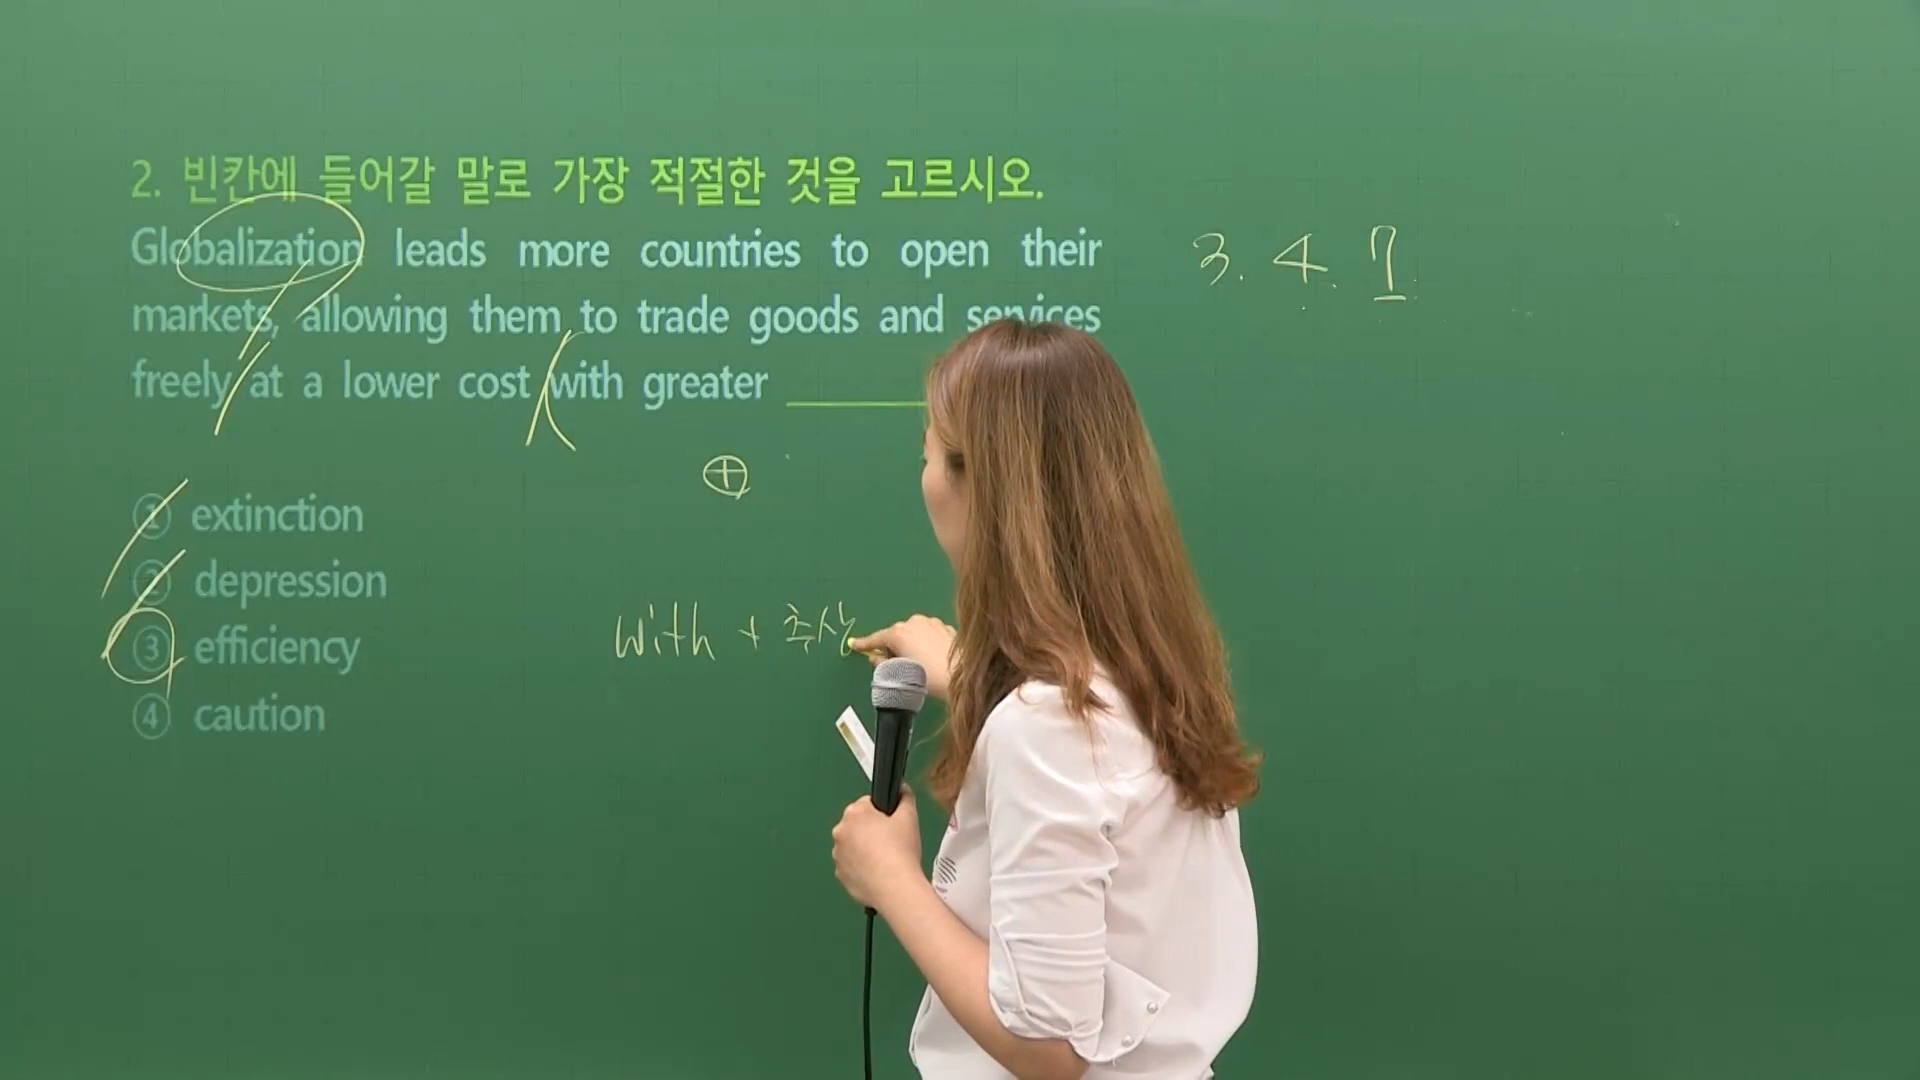 2. 빈칸에 들어갈 말로 가장 적절한 것을 고르시오.
Globalization leads more countries to open their
markets, allowing them to trade goods and services
freely at a lower cost with greater
① extinction
② depression
③ efficiency
④ caution
with + 추상
3. 4. 7.